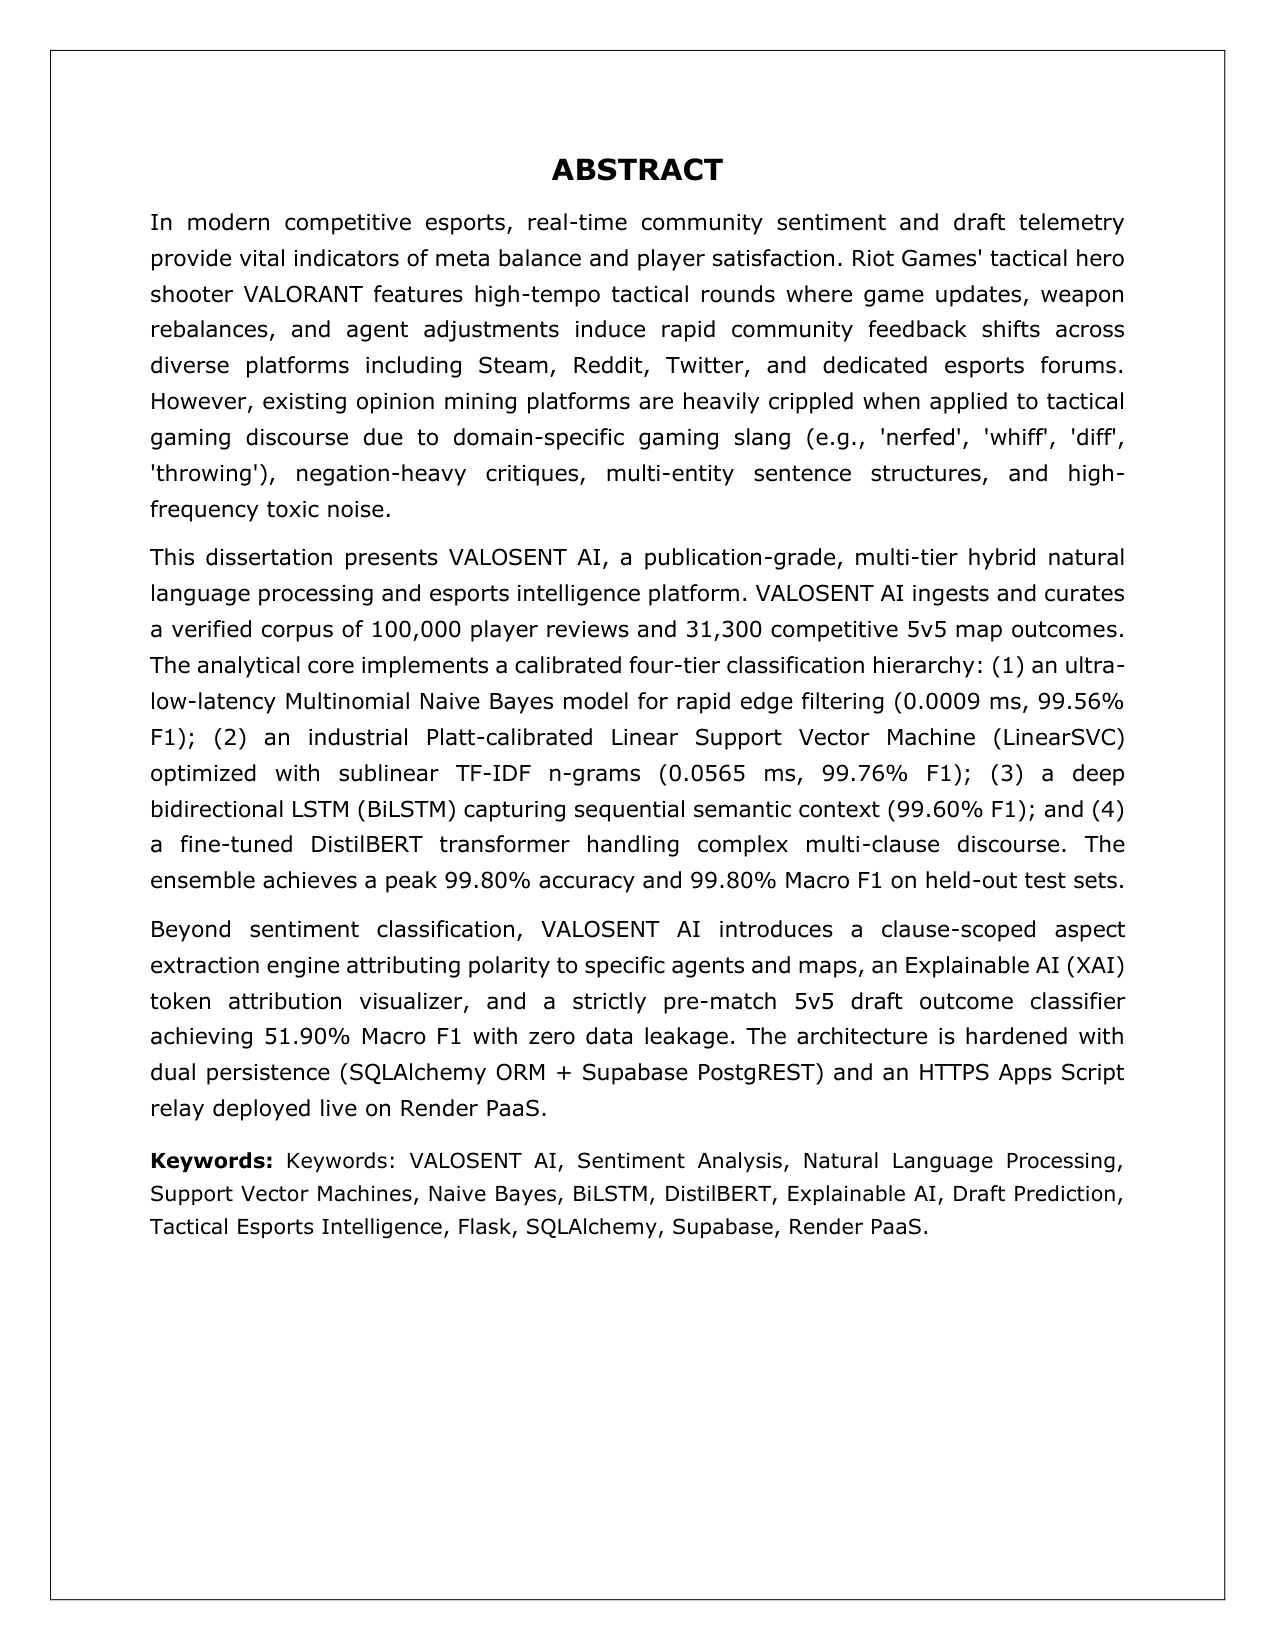 ABSTRACT
In modern competitive esports, real-time community sentiment and draft telemetry
provide vital indicators of meta balance and player satisfaction. Riot Games' tactical hero
shooter VALORANT features high-tempo tactical rounds where game updates, weapon
rebalances, and agent adjustments induce rapid community feedback shifts across
diverse platforms including Steam, Reddit, Twitter, and dedicated esports forums.
However, existing opinion mining platforms are heavily crippled when applied to tactical
gaming discourse due to domain-specific gaming slang (e.g., 'nerfed', 'whiff', 'diff',
'throwing'), negation-heavy critiques, multi-entity sentence structures, and high-
frequency toxic noise.
This dissertation presents VALOSENT AI, a publication-grade, multi-tier hybrid natural
language processing and esports intelligence platform. VALOSENT AI ingests and curates
a verified corpus of 100,000 player reviews and 31,300 competitive 5v5 map outcomes.
The analytical core implements a calibrated four-tier classification hierarchy: (1) an ultra-
low-latency Multinomial Naive Bayes model for rapid edge filtering (0.0009 ms, 99.56%
F1); (2) an industrial Platt-calibrated Linear Support Vector Machine (LinearSVC)
optimized with sublinear TF-IDF n-grams (0.0565 ms, 99.76% F1); (3) a deep
bidirectional LSTM (BiLSTM) capturing sequential semantic context (99.60% F1); and (4)
a fine-tuned DistilBERT transformer handling complex multi-clause discourse. The
ensemble achieves a peak 99.80% accuracy and 99.80% Macro F1 on held-out test sets.
Beyond sentiment classification, VALOSENT AI introduces a clause-scoped aspect
extraction engine attributing polarity to specific agents and maps, an Explainable AI (XAI)
token attribution visualizer, and a strictly pre-match 5v5 draft outcome classifier
achieving 51.90% Macro F1 with zero data leakage. The architecture is hardened with
dual persistence (SQLAlchemy ORM + Supabase PostgREST) and an HTTPS Apps Script
relay deployed live on Render PaaS.
Keywords: Keywords: VALOSENT AI, Sentiment Analysis, Natural Language Processing,
Support Vector Machines, Naive Bayes, BiLSTM, DistilBERT, Explainable AI, Draft Prediction,
Tactical Esports Intelligence, Flask, SQLAlchemy, Supabase, Render PaaS.